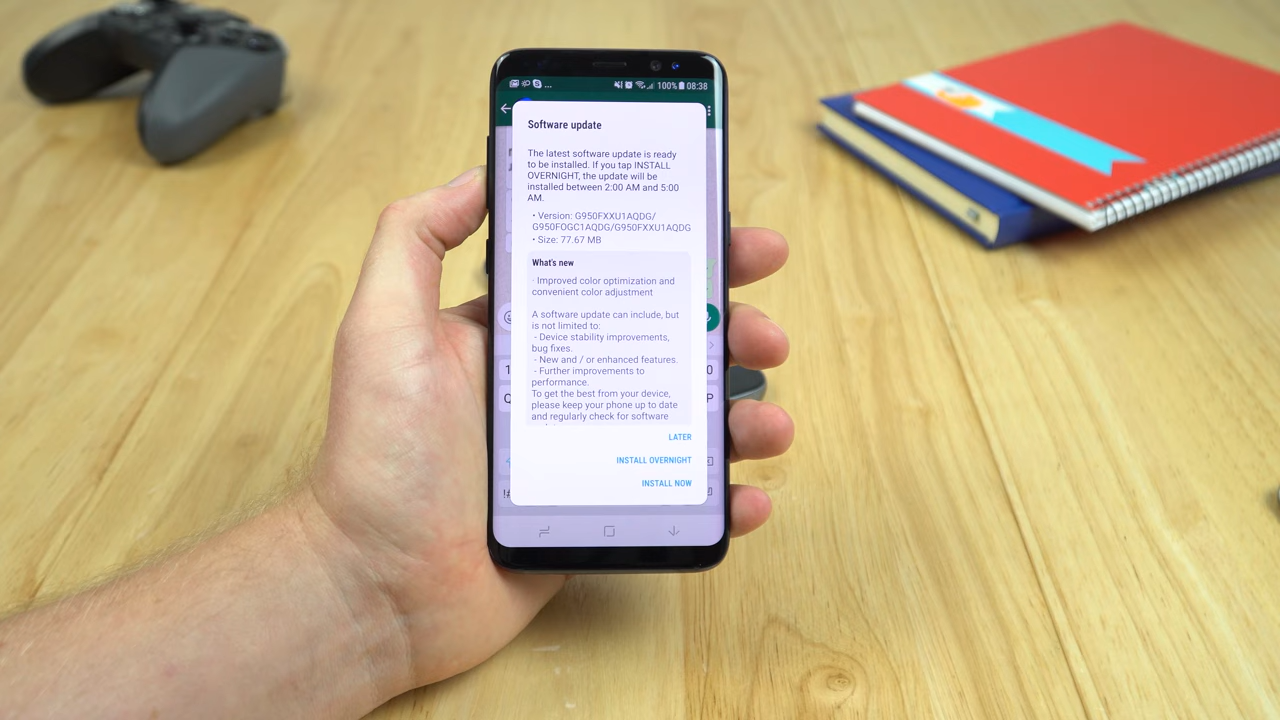 100% 08:38
Software update
The latest software update is ready
to be installed. If you tap INSTALL
OVERNIGHT, the update will be
installed between 2:00 AM and 5:00
AM.
• Version: G950FXXU1AQDG/
G950FOGC1AQDG/G950FXXU1AQDG
• Size: 77.67 MB
What's new
- Improved color optimization and
convenient color adjustment
A software update can include, but
is not limited to:
- Device stability improvements,
bug fixes.
- New and / or enhanced features.
- Further improvements to
performance.
To get the best from your device,
please keep your phone up to date
and regularly check for software
1
0
Q
P
LATER
INSTALL OVERNIGHT
INSTALL NOW
!#